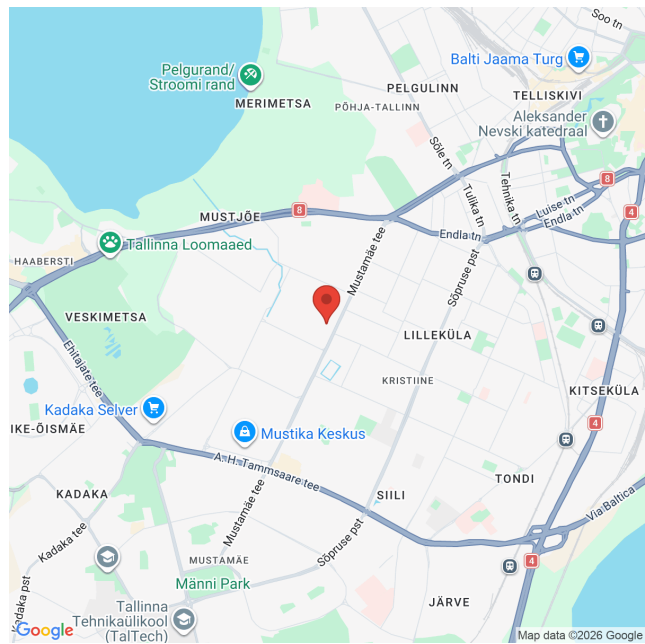 Soo tn
Balti Jaama Turg
Pelgurand/
Stroomi rand
MERIMETSA
PELGULINN
TELLISKIVI
PÕHJA-TALLINN
Aleksander
Nevski katedraal
Sõle tn
Tulika tn
Tehnika tn
8
Luise tn
Endla tn
4
MUSTJÕE
8
Endla tn
Mustamäe tee
Sõpruse pst
Tallinna Loomaaed
HAABERSTI
VESKIMETSA
LILLEKÜLA
KRISTIINE
KITSEKÜLA
Ehitajate tee
Kadaka Selver
4
IKE-ÕISMÄE
Mustika Keskus
A. H. Tammsaare tee
TONDI
SIILI
Via Baltica
KADAKA
Mustamäe tee
Kadaka tee
Sõpruse pst
MUSTAMÄE
4
Männi Park
Kadaka pst
JÄRVE
Tallinna
Tehnikaülikool
(TalTech)
Google
Map data ©2026 Google